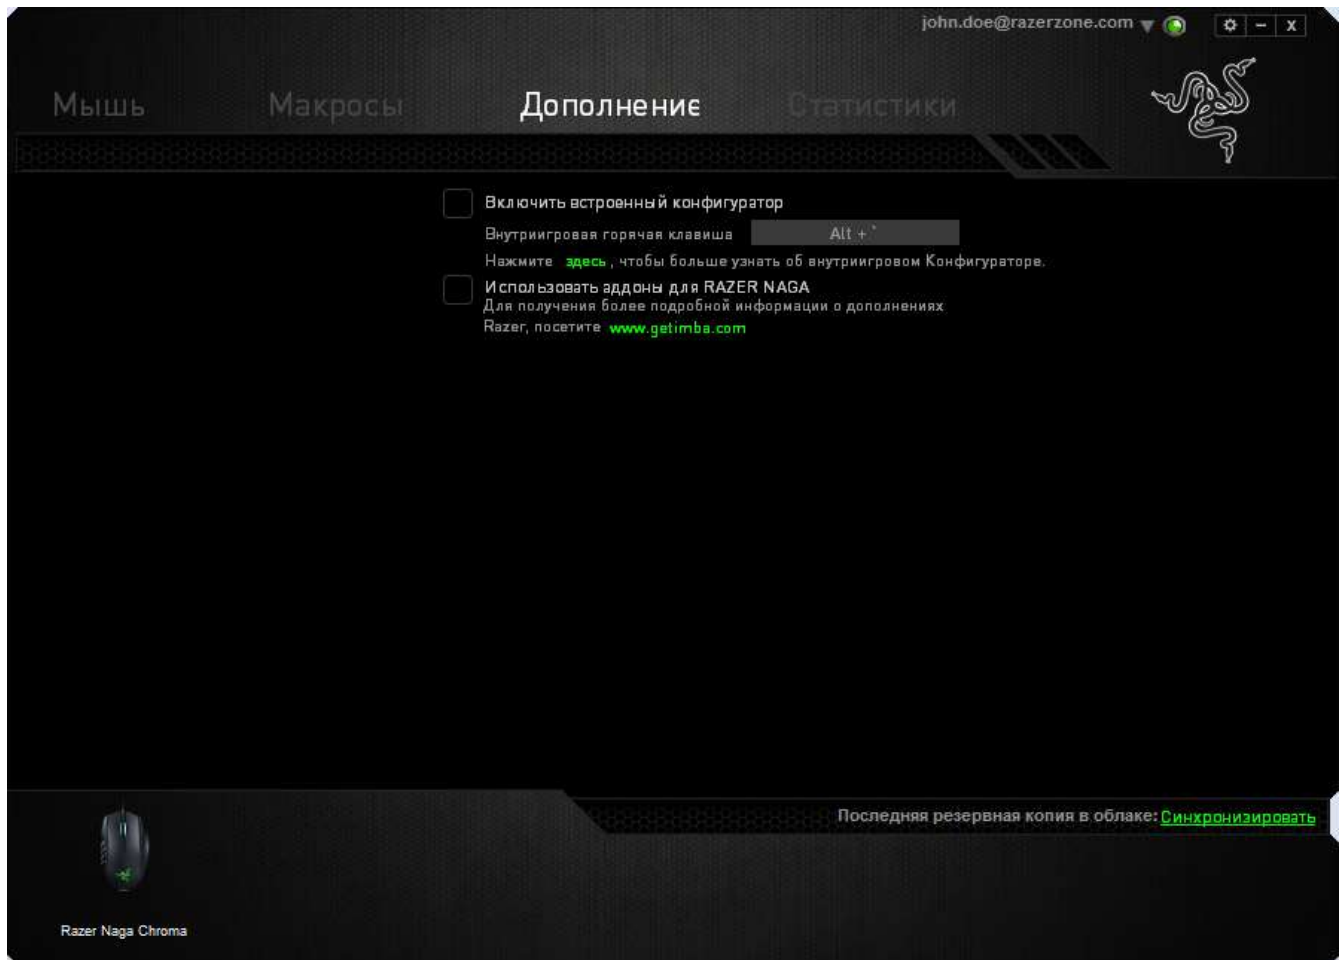 john.doe@razerzone.com
Мышь Макросы Дополнение Статистики
Включить встроенный конфигуратор
Внутриигровая горячая клавиша Alt + `
Нажмите здесь, чтобы больше узнать об внутриигровом Конфигураторе.
Использовать аддоны для RAZER NAGA
Для получения более подробной информации о дополнениях
Razer, посетите www.getimba.com
Последняя резервная копия в облаке: Синхронизировать
Razer Naga Chroma